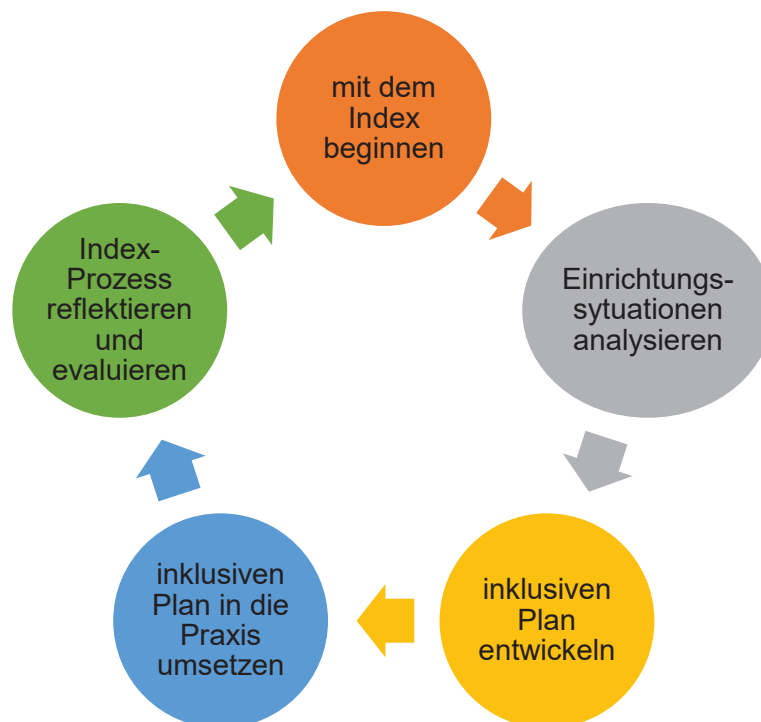 mit dem
Index
beginnen
Einrichtungs-
sytuationen
analysieren
inklusiven
Plan
entwickeln
inklusiven
Plan in die
Praxis
umsetzen
Index-
Prozess
reflektieren
und
evaluieren